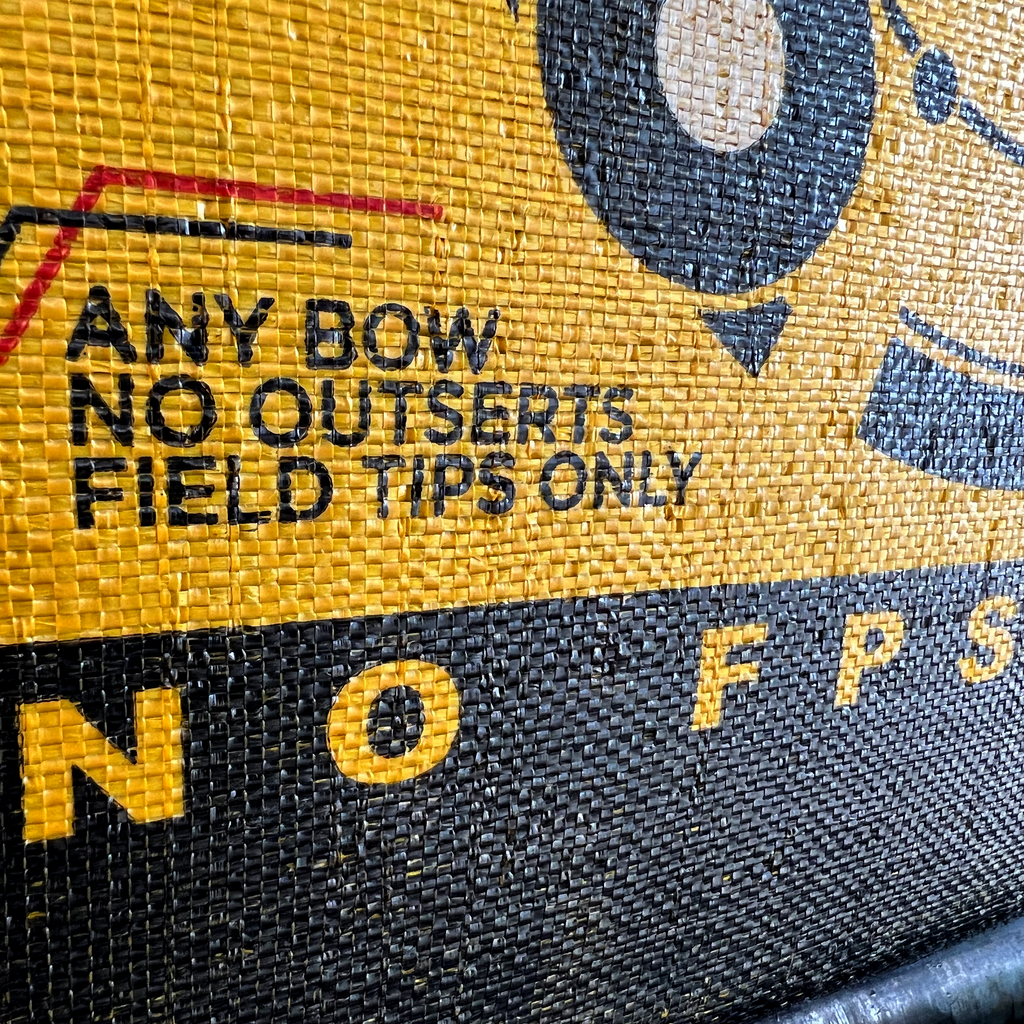 ANY BOW
NO OUTSERTS
FIELD TIPS ONLY
NO FPS